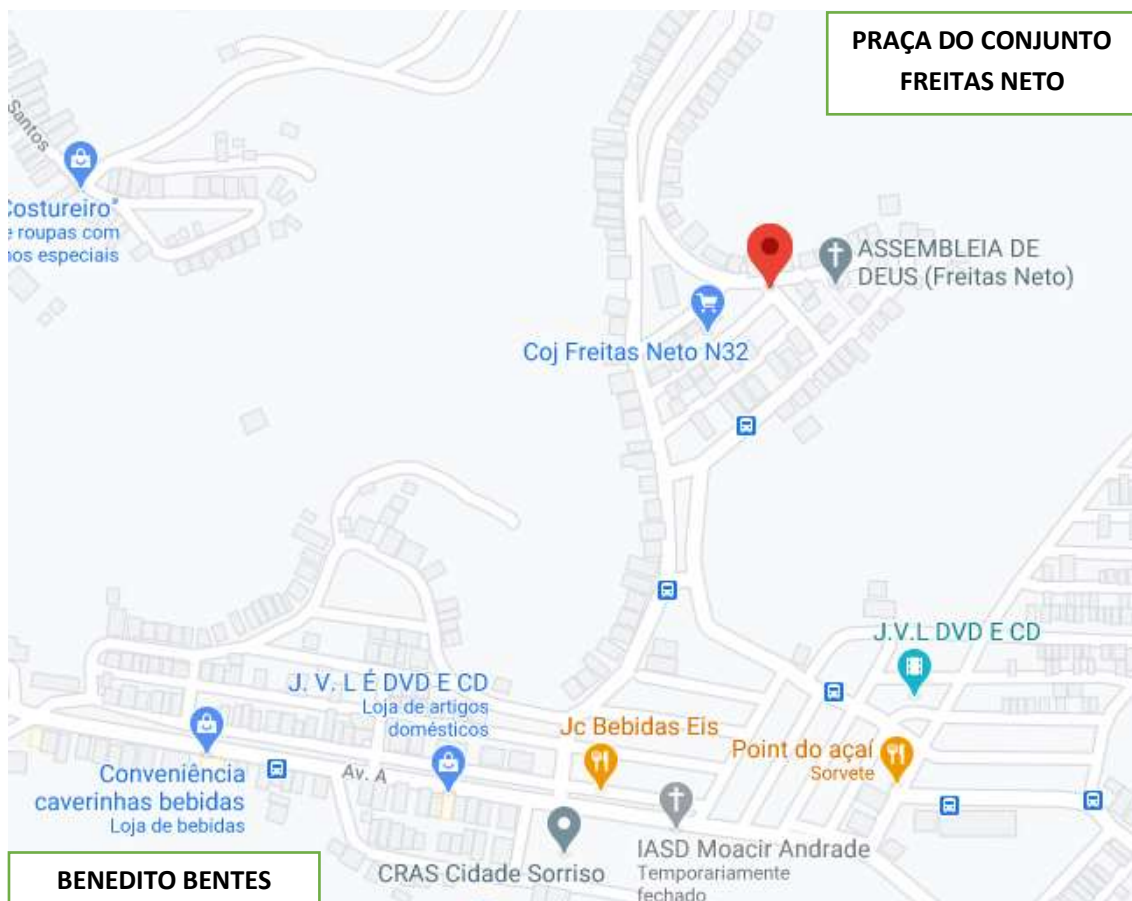 PRAÇA DO CONJUNTO
FREITAS NETO
Santos
Costureiro"
e roupas com
nos especiais
ASSEMBLEIA DE
DEUS (Freitas Neto)
Coj Freitas Neto N32
J.V.L DVD E CD
J. V. L É DVD E CD
Loja de artigos
domésticos
Jc Bebidas Eis
Point do açaí
Sorvete
Av. A
Conveniência
caverinhas bebidas
Loja de bebidas
IASD Moacir Andrade
Temporariamente
fechado
CRAS Cidade Sorriso
BENEDITO BENTES